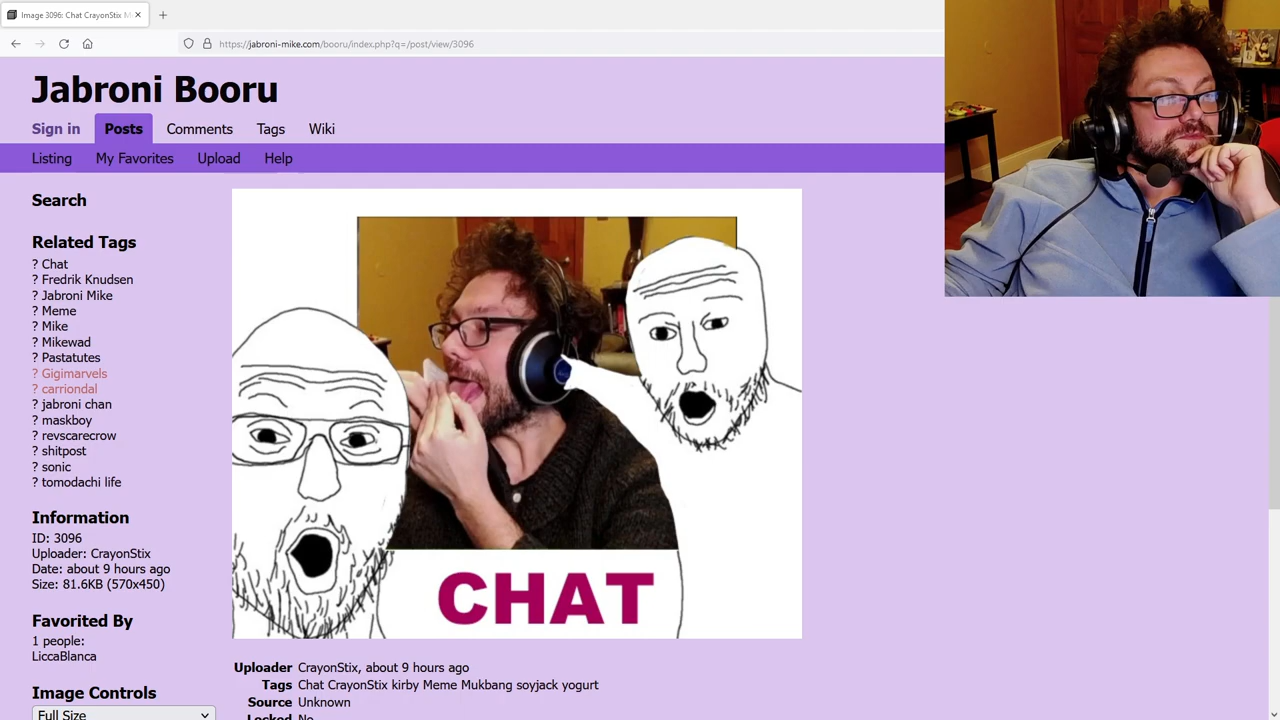 Image 3096: Chat CrayonStix M
https://jabroni-mike.com/booru/index.php?q=/post/view/3096
Jabroni Booru
Sign in Posts Comments Tags Wiki
Listing My Favorites Upload Help
Search
Related Tags
? Chat
? Fredrik Knudsen
? Jabroni Mike
? Meme
? Mike
? Mikewad
? Pastatutes
? Gigimarvels
? carriondal
? jabroni chan
? maskboy
? revscarecrow
? shitpost
? sonic
? tomodachi life
Information
ID: 3096
Uploader: CrayonStix
Date: about 9 hours ago
Size: 81.6KB (570x450)
Favorited By
1 people:
LiccaBlanca
Image Controls
Full Size
CHAT
Uploader CrayonStix, about 9 hours ago
Tags Chat CrayonStix kirby Meme Mukbang soyjack yogurt
Source Unknown
Locked No